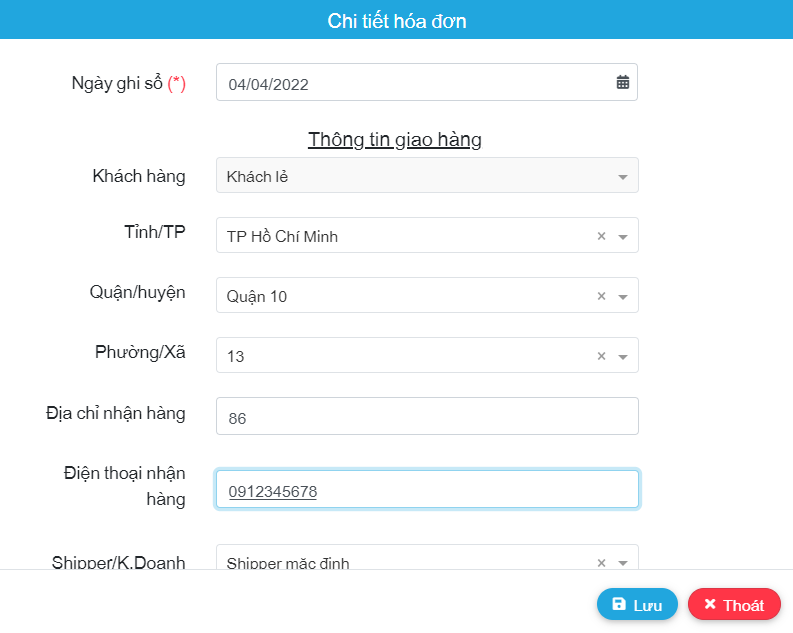 Chi tiết hóa đơn
Ngày ghi sổ (*) 04/04/2022
Thông tin giao hàng
Khách hàng Khách lẻ
Tỉnh/TP TP Hồ Chí Minh
Quận/huyện Quận 10
Phường/Xã 13
Địa chỉ nhận hàng 86
Điện thoại nhận
hàng 0912345678
Shipper/K.Doanh Shipper mặc định
Lưu Thoát